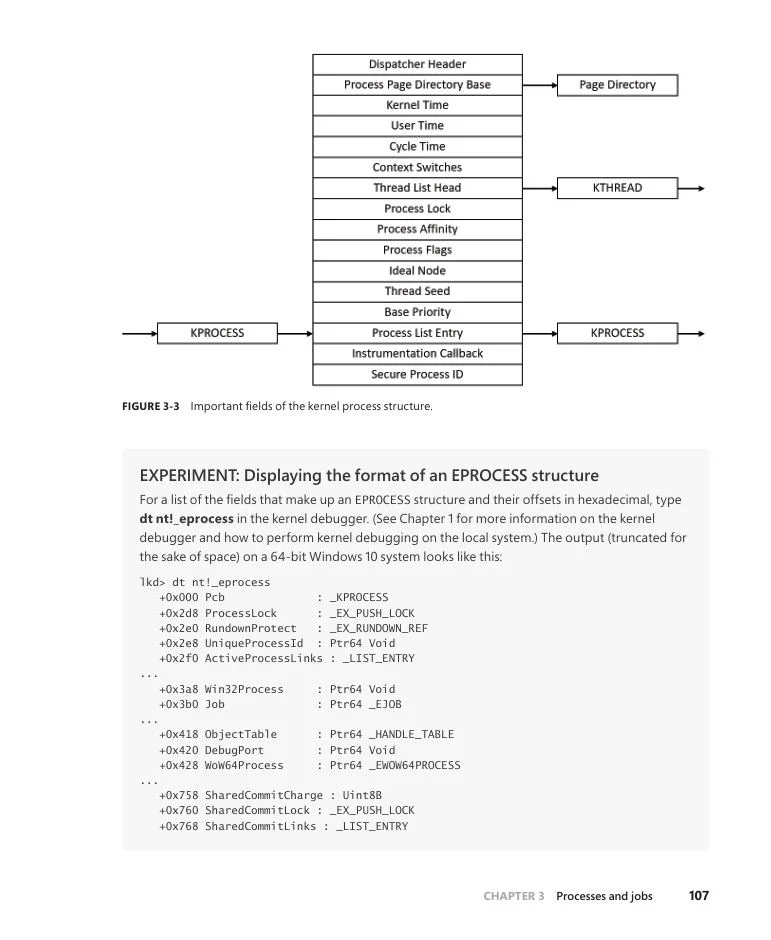 Dispatcher Header
Process Page Directory Base
Page Directory
Kernel Time
User Time
Cycle Time
Context Switches
Thread List Head
KTHREAD
Process Lock
Process Affinity
Process Flags
Ideal Node
Thread Seed
Base Priority
KPROCESS
Process List Entry
KPROCESS
Instrumentation Callback
Secure Process ID
FIGURE 3-3 Important fields of the kernel process structure.
EXPERIMENT: Displaying the format of an EPROCESS structure
For a list of the fields that make up an EPROCESS structure and their offsets in hexadecimal, type
dt nt!_eprocess in the kernel debugger. (See Chapter 1 for more information on the kernel
debugger and how to perform kernel debugging on the local system.) The output (truncated for
the sake of space) on a 64-bit Windows 10 system looks like this:
lkd> dt nt!_eprocess
+0x000 Pcb : _KPROCESS
+0x2d8 ProcessLock : _EX_PUSH_LOCK
+0x2e0 RundownProtect : _EX_RUNDOWN_REF
+0x2e8 UniqueProcessId : Ptr64 Void
+0x2f0 ActiveProcessLinks : _LIST_ENTRY
...
+0x3a8 Win32Process : Ptr64 Void
+0x3b0 Job : Ptr64 _EJOB
...
+0x418 ObjectTable : Ptr64 _HANDLE_TABLE
+0x420 DebugPort : Ptr64 Void
+0x428 WoW64Process : Ptr64 _EWOW64PROCESS
...
+0x758 SharedCommitCharge : Uint8B
+0x760 SharedCommitLock : _EX_PUSH_LOCK
+0x768 SharedCommitLinks : _LIST_ENTRY
CHAPTER 3 Processes and jobs 107